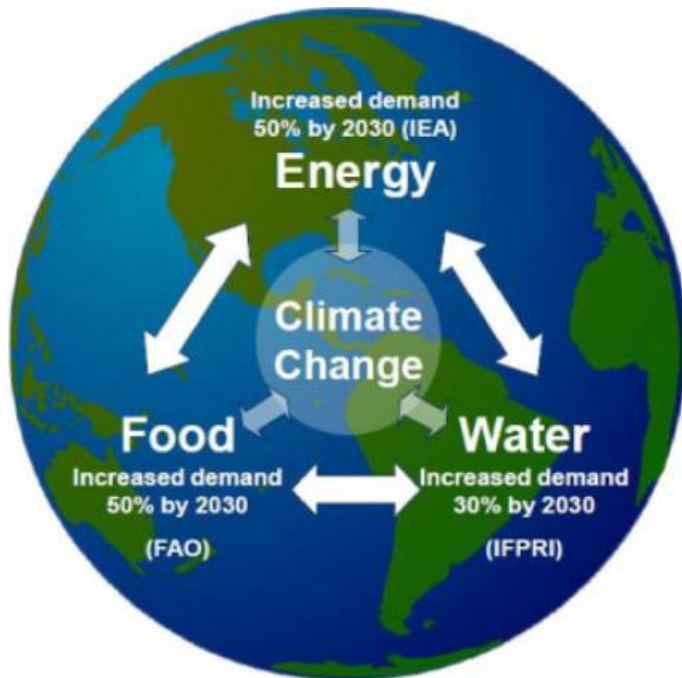 Increased demand
50% by 2030 (IEA)
Energy
Climate
Change
Food
Increased demand
50% by 2030
(FAO)
Water
Increased demand
30% by 2030
(IFPRI)